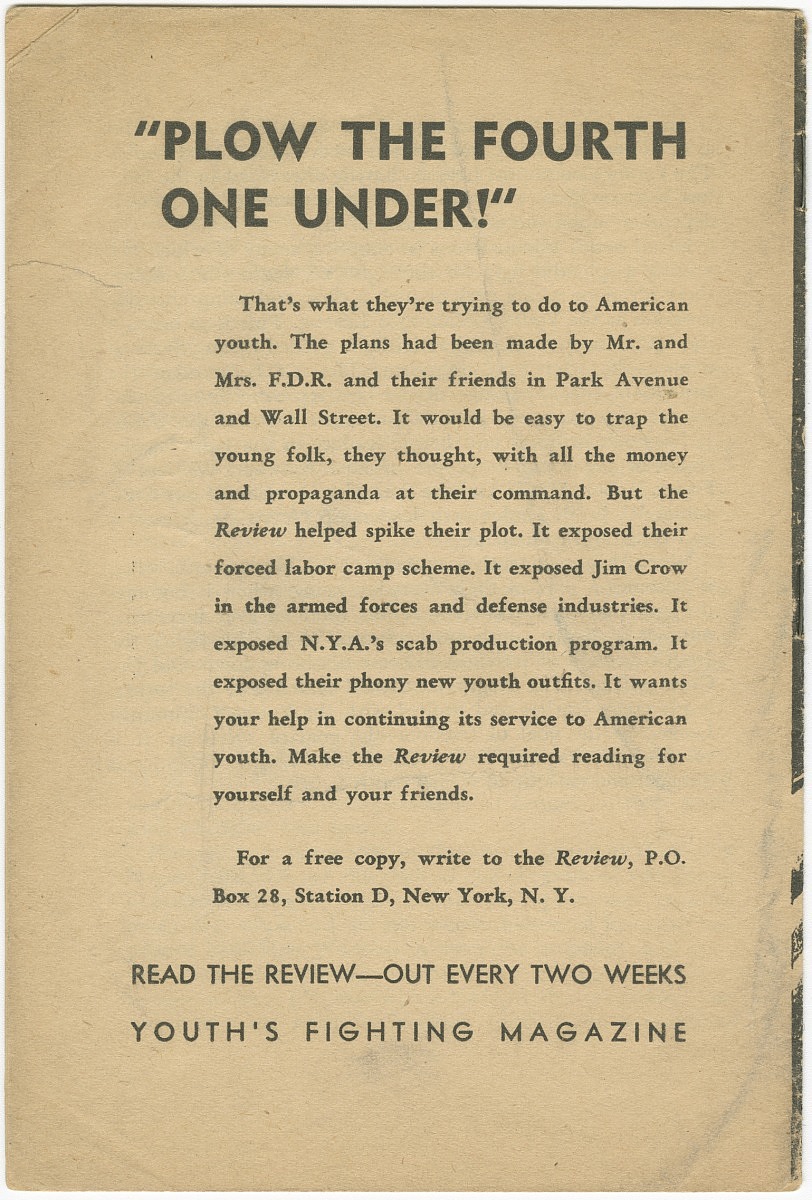 “PLOW THE FOURTH
ONE UNDER!“
That’s what they’re trying to do to American
youth. The plans had been made by Mr. and
Mrs. F.D.R. and their friends in Park Avenue
and Wall Street. It would be easy to trap the
young folk, they thought, with all the money
and propaganda at their command. But the
Review helped spike their plot. It exposed their
forced labor camp scheme. It exposed Jim Crow
in the armed forces and defense industries. It
exposed N.Y.A.’s scab production program. It
exposed their phony new youth outfits. It wants
your help in continuing its service to American
youth. Make the Review required reading for
yourself and your friends.
For a free copy, write to the Review, P.O.
Box 28, Station D, New York, N. Y.
READ THE REVIEW—OUT EVERY TWO WEEKS
YOUTH'S FIGHTING MAGAZINE